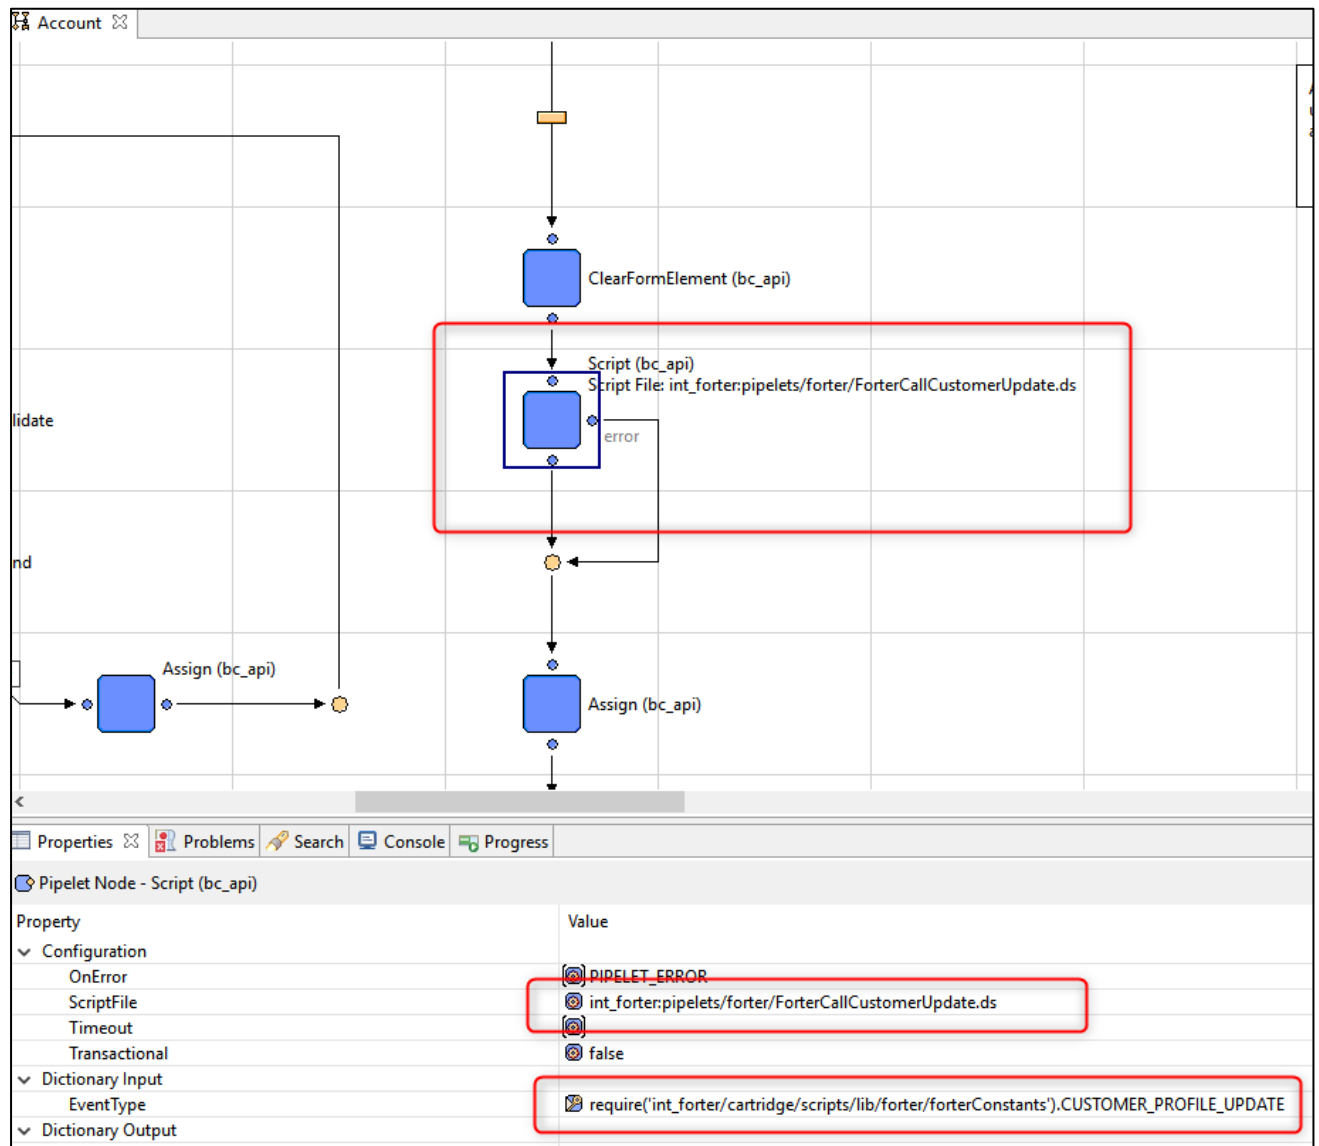 Account
ClearFormElement (bc_api)
Script (bc_api)
Script File: int_forter:pipelets/forter/ForterCallCustomerUpdate.ds
lidate
error
nd
Assign (bc_api)
Assign (bc_api)
Properties Problems Search Console Progress
Pipelet Node - Script (bc_api)
Property Value
Configuration
OnError PIPELET_ERROR
ScriptFile int_forter:pipelets/forter/ForterCallCustomerUpdate.ds
Timeout
Transactional false
Dictionary Input
EventType require('int_forter/cartridge/scripts/lib/forter/forterConstants').CUSTOMER_PROFILE_UPDATE
Dictionary Output